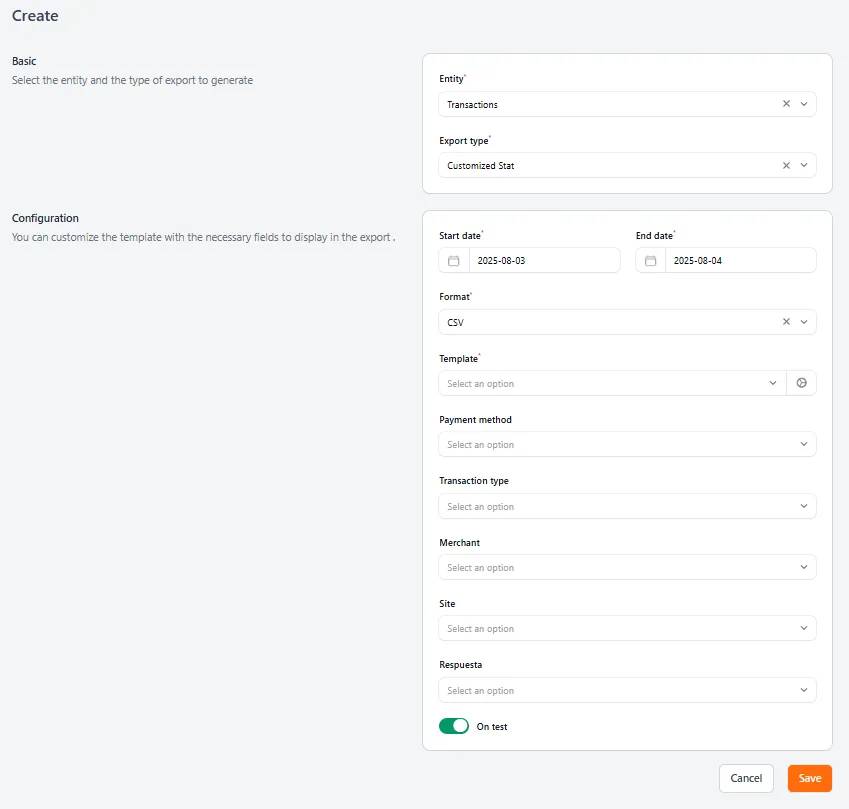 Create
Basic
Select the entity and the type of export to generate
Entity*
Transactions
Export type*
Customized Stat
Configuration
You can customize the template with the necessary fields to display in the export .
Start date* End date*
2025-08-03 2025-08-04
Format*
CSV
Template*
Select an option
Payment method
Select an option
Transaction type
Select an option
Merchant
Select an option
Site
Select an option
Respuesta
Select an option
On test
Cancel Save